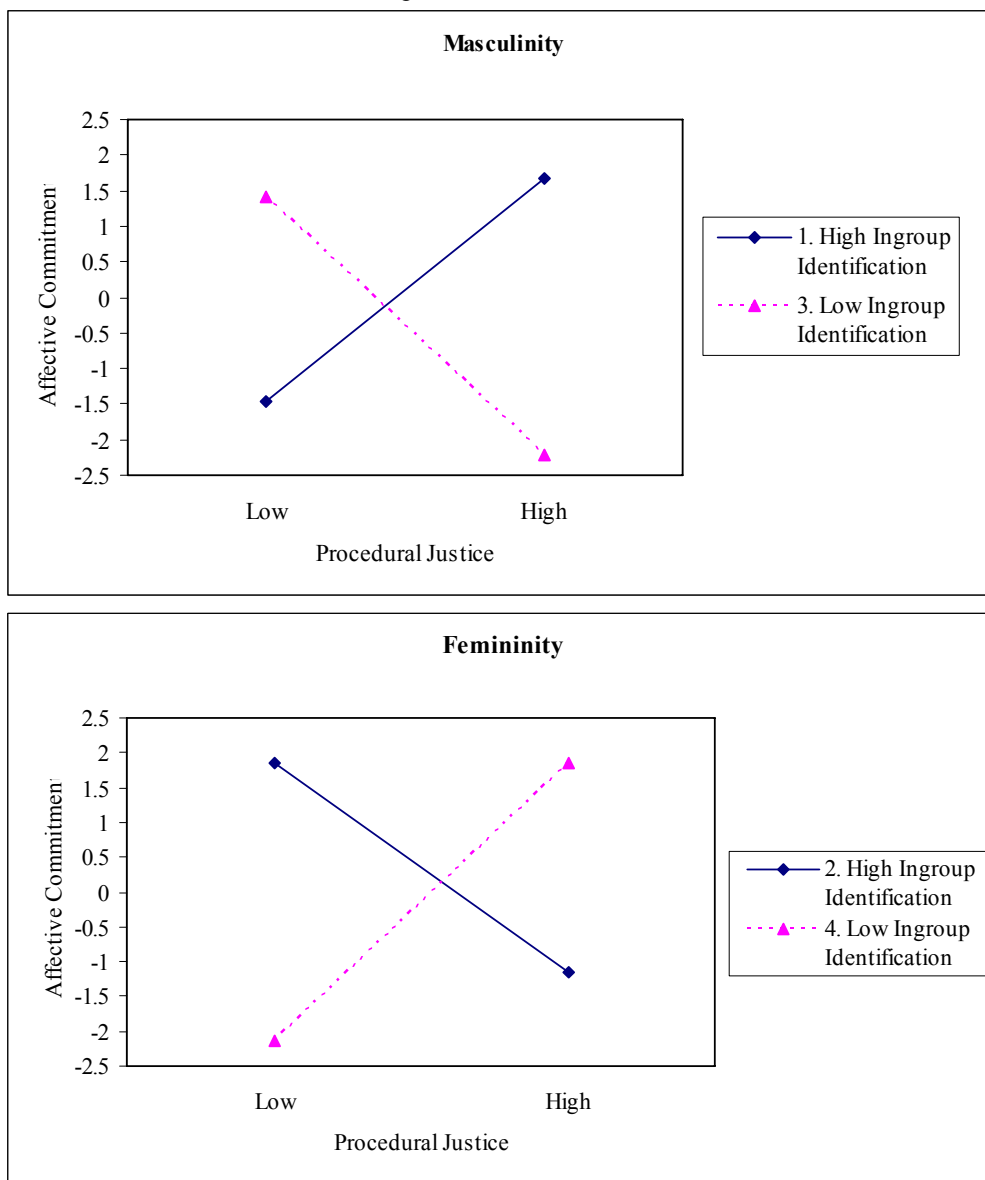 Masculinity
2.5
2
1.5
1
0.5
0
-0.5
-1
-1.5
-2
-2.5
Affective Commitmen
Low
High
Procedural Justice
1. High Ingroup
Identification
3. Low Ingroup
Identification
Femininity
2.5
2
1.5
1
0.5
0
-0.5
-1
-1.5
-2
-2.5
Affective Commitmen
Low
High
Procedural Justice
2. High Ingroup
Identification
4. Low Ingroup
Identification